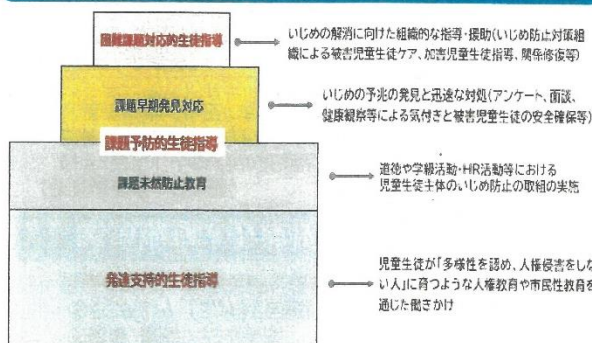 困難課題対応的生徒指導
いじめの解消に向けた組織的な指導・援助(いじめ防止対策組
織による被害児童生徒ケア、加害児童生徒指導、関係修復等)
課題早期発見対応
いじめの予兆の発見と迅速な対処(アンケート、面談、
健康観察等による気付きと被害児童生徒の安全確保等)
課題予防的生徒指導
課題未然防止教育
道徳や学級活動・HR活動等における
児童生徒主体のいじめ防止の取組の実施
発達支持的生徒指導
児童生徒が「多様性を認め、人権侵害をしな
い人」に育つような人権教育や市民性教育を
通じた働きかけ